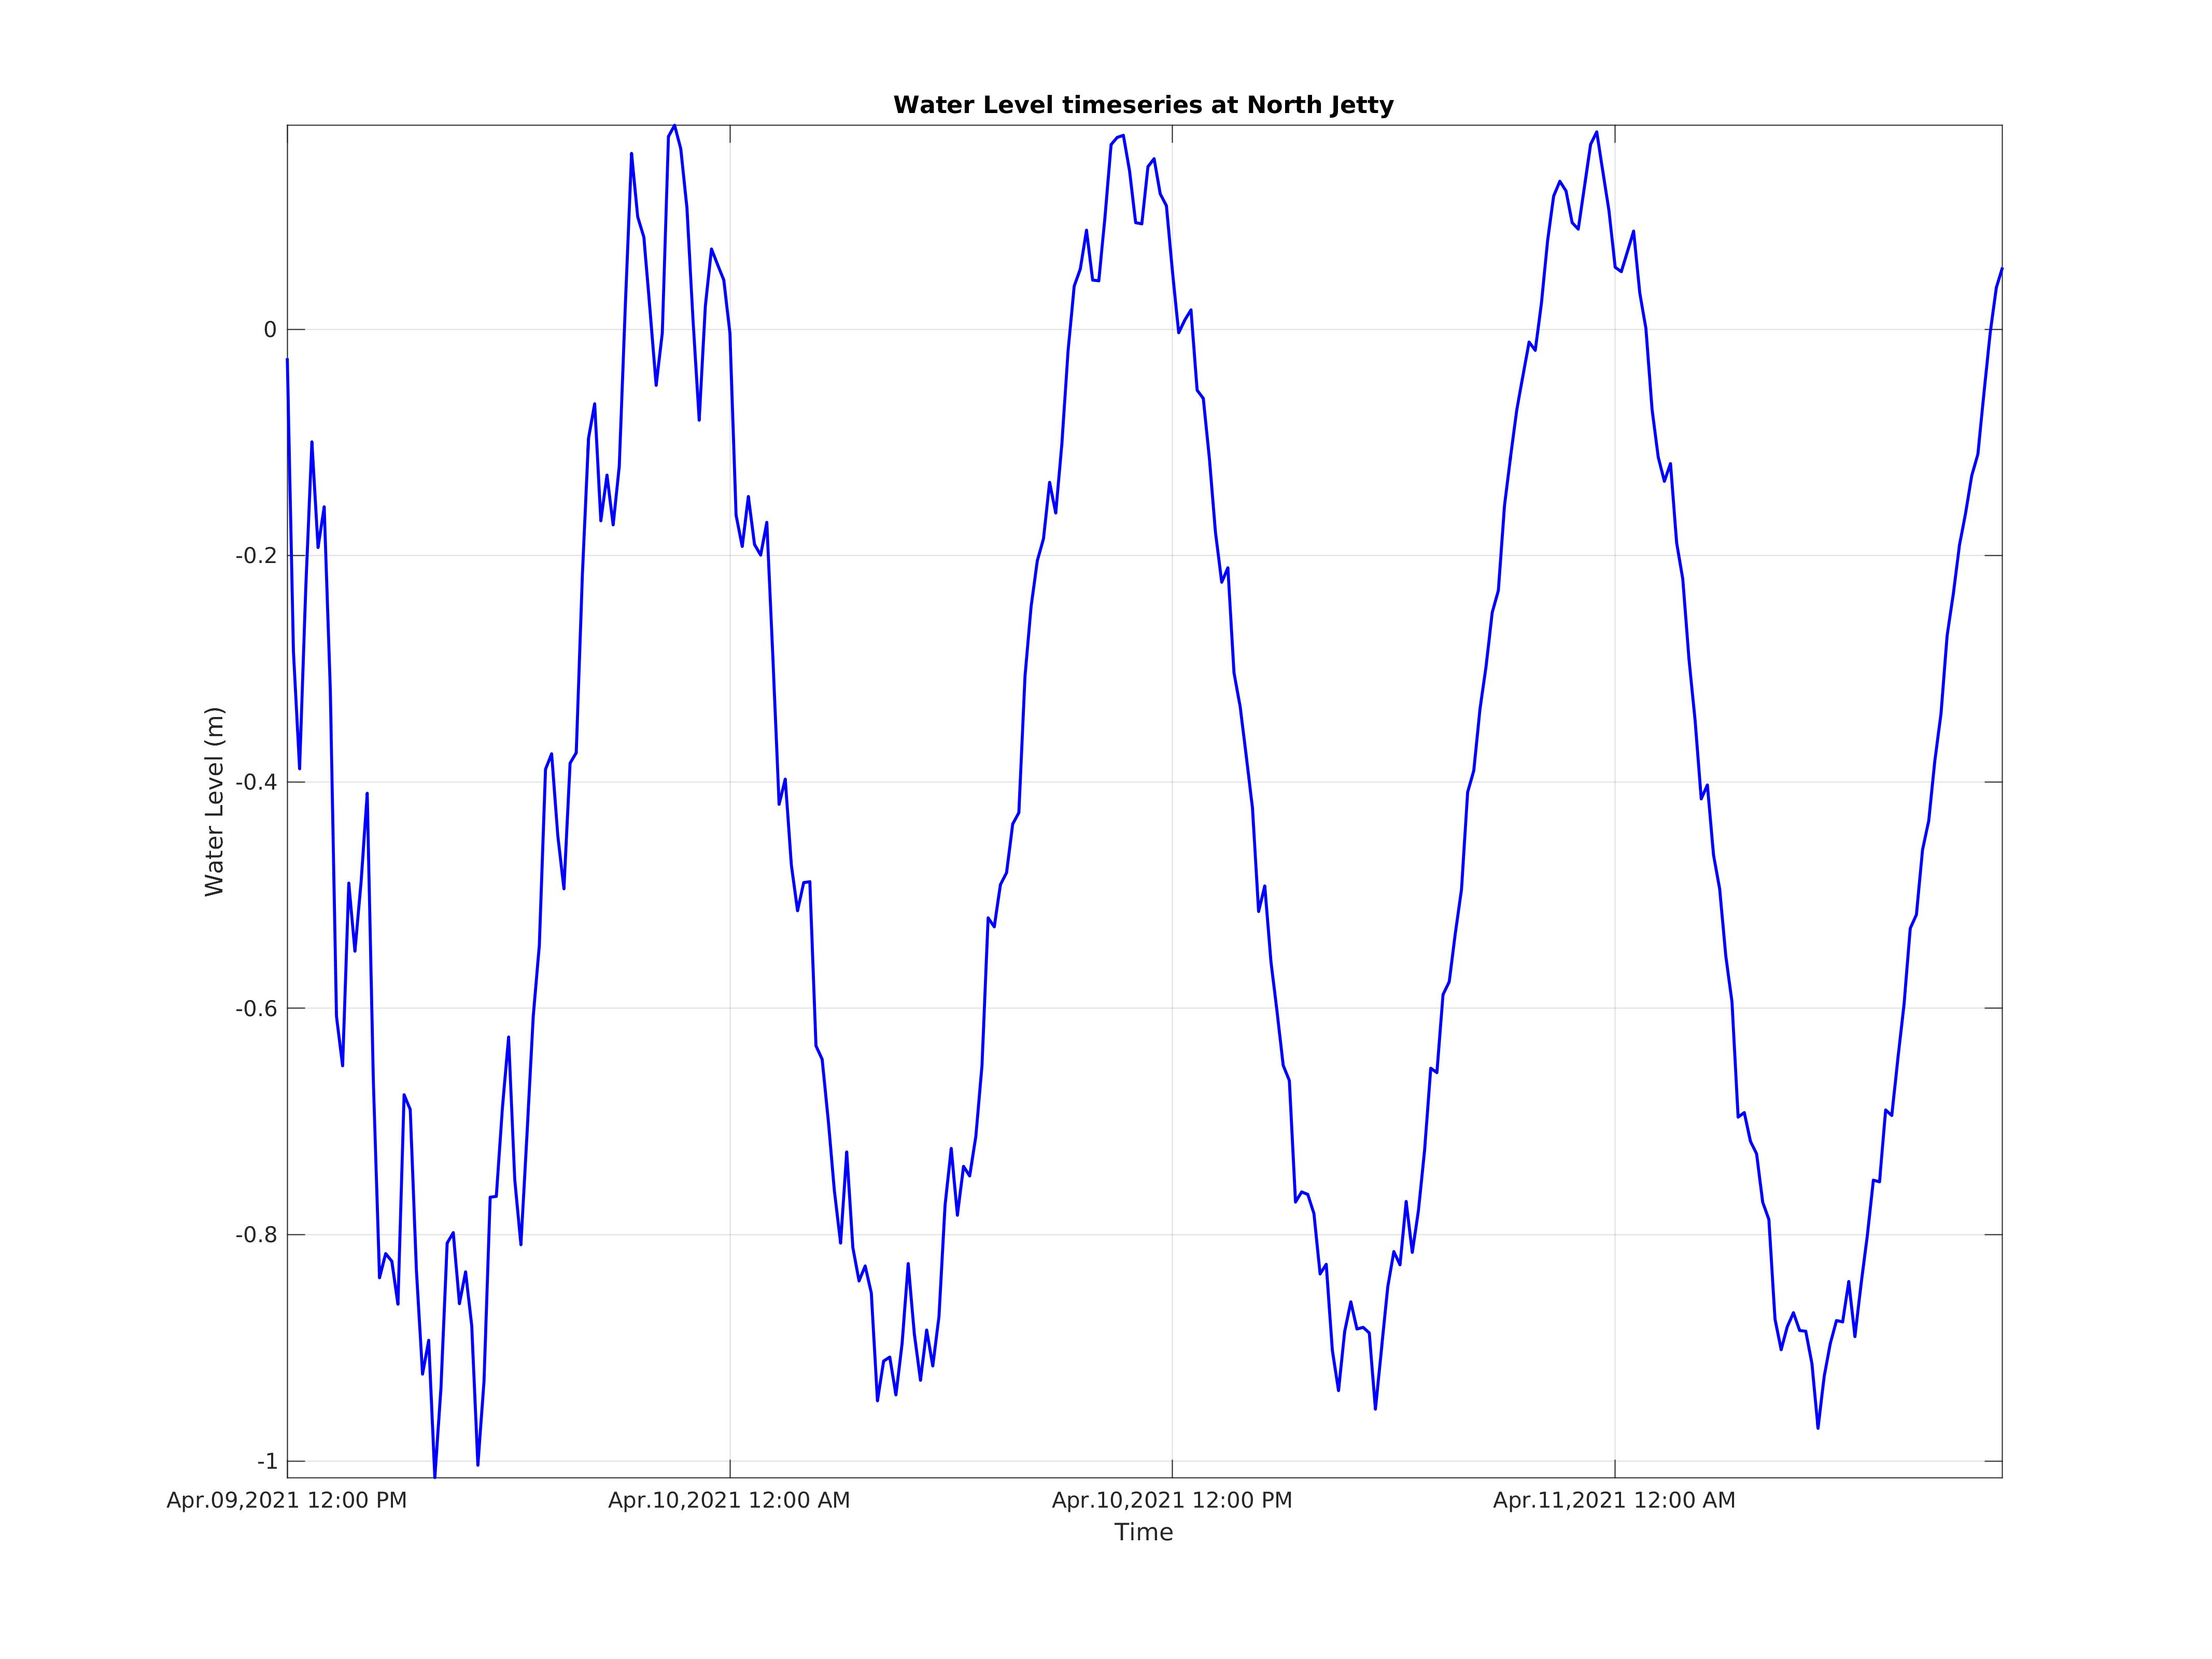 Water Level timeseries at North Jetty
0
-0.2
-0.4
-0.6
-0.8
-1
Water Level (m)
Apr.09,2021 12:00 PM
Apr.10,2021 12:00 AM
Apr.10,2021 12:00 PM
Apr.11,2021 12:00 AM
Time